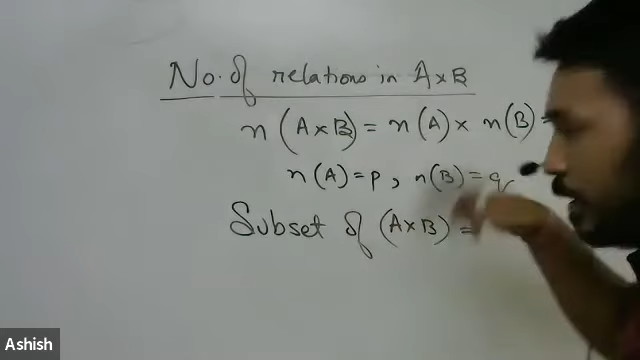 No. of relations in A×B
n (A×B) = n(A) × n(B) =
n(A) = p, n(B) = q
Subset of (A×B) =
Ashish